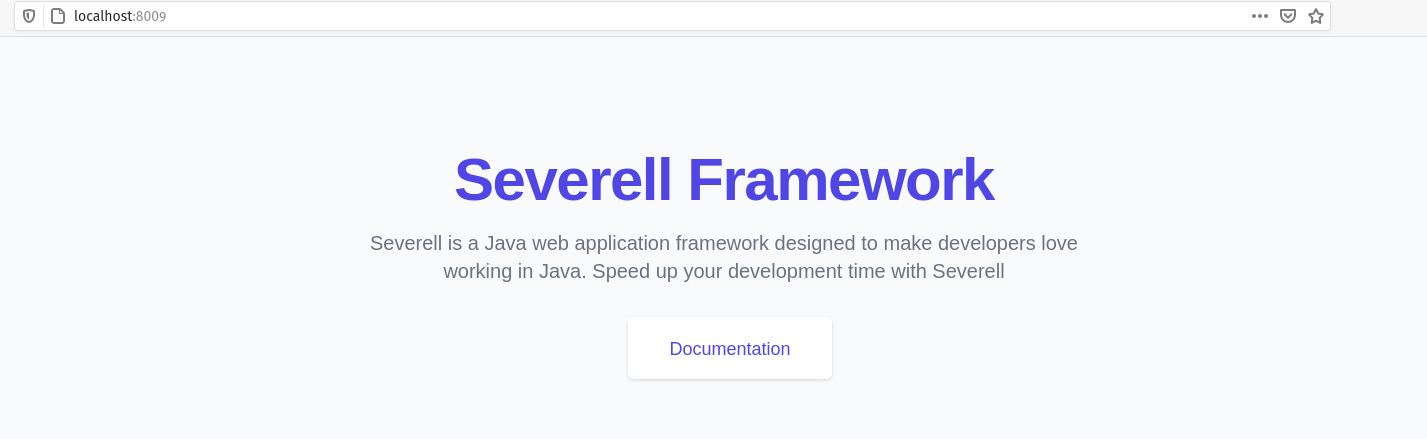 localhost:8009
Severell Framework
Severell is a Java web application framework designed to make developers love
working in Java. Speed up your development time with Severell
Documentation